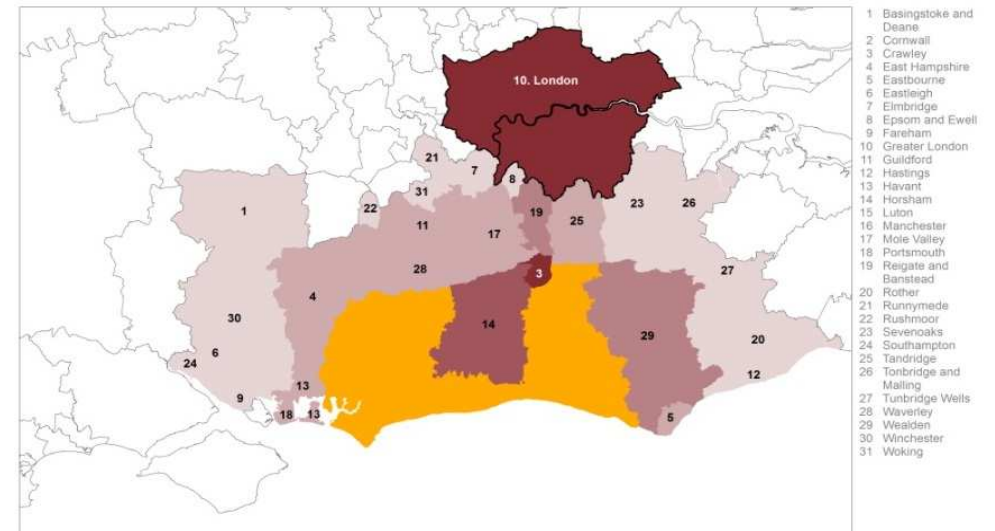 10. London
21
7
8
31
1
22
19
23
26
11
25
17
28
3
27
4
30
14
29
20
6
24
12
13
9
18
13
5
1 Basingstoke and
Deane
2 Cornwall
3 Crawley
4 East Hampshire
5 Eastbourne
6 Eastleigh
7 Elmbridge
8 Epsom and Ewell
9 Fareham
10 Greater London
11 Guildford
12 Hastings
13 Havant
14 Horsham
15 Luton
16 Manchester
17 Mole Valley
18 Portsmouth
19 Reigate and
Banstead
20 Rother
21 Runnymede
22 Rushmoor
23 Sevenoaks
24 Southampton
25 Tandridge
26 Tonbridge and
Malling
27 Tunbridge Wells
28 Waverley
29 Wealden
30 Winchester
31 Woking